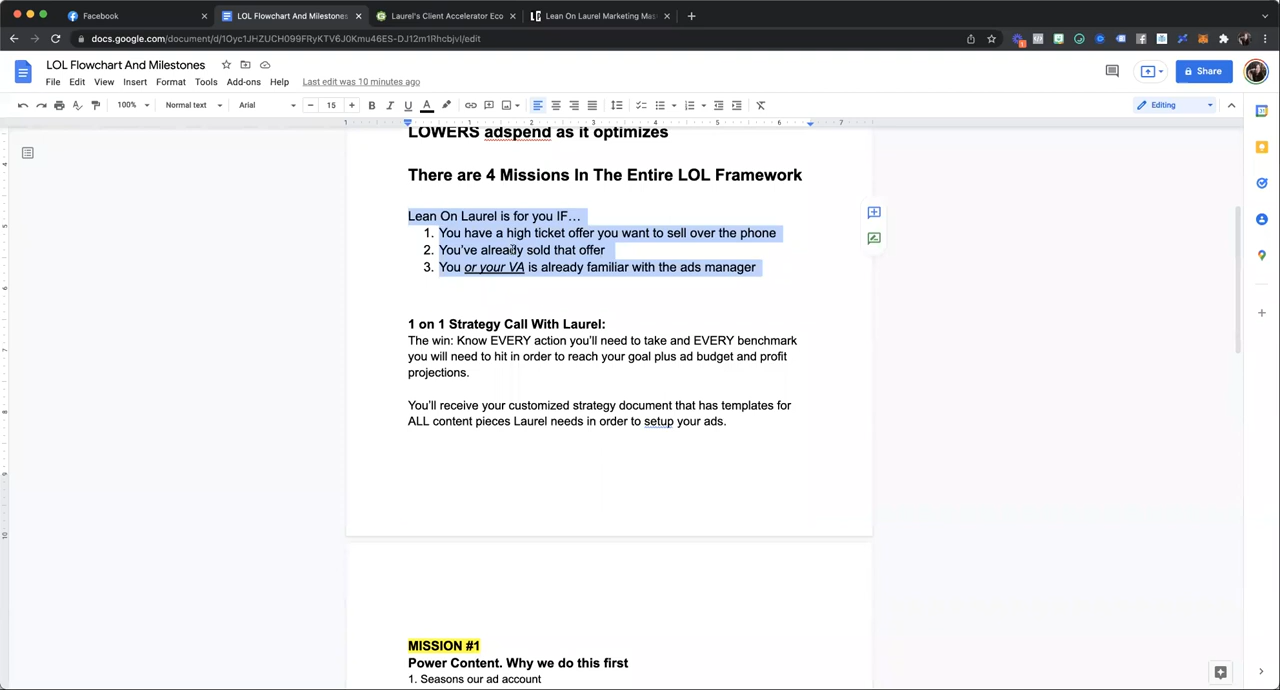 Facebook
LOL Flowchart And Milestones
Laurel's Client Accelerator Eco
Lean On Laurel Marketing Mas
docs.google.com/document/d/1Oyc1JHZUCH099FRyKTV6J0Kmu46ES-DJ12m1Rhcbjvl/edit
LOL Flowchart And Milestones
File Edit View Insert Format Tools Add-ons Help Last edit was 10 minutes ago
Share
100% Normal text Arial 15 Editing
LOWERS adspend as it optimizes
There are 4 Missions In The Entire LOL Framework
Lean On Laurel is for you IF…
1. You have a high ticket offer you want to sell over the phone
2. You've already sold that offer
3. You or your VA is already familiar with the ads manager
1 on 1 Strategy Call With Laurel:
The win: Know EVERY action you'll need to take and EVERY benchmark
you will need to hit in order to reach your goal plus ad budget and profit
projections.
You'll receive your customized strategy document that has templates for
ALL content pieces Laurel needs in order to setup your ads.
MISSION #1
Power Content. Why we do this first
1. Seasons our ad account